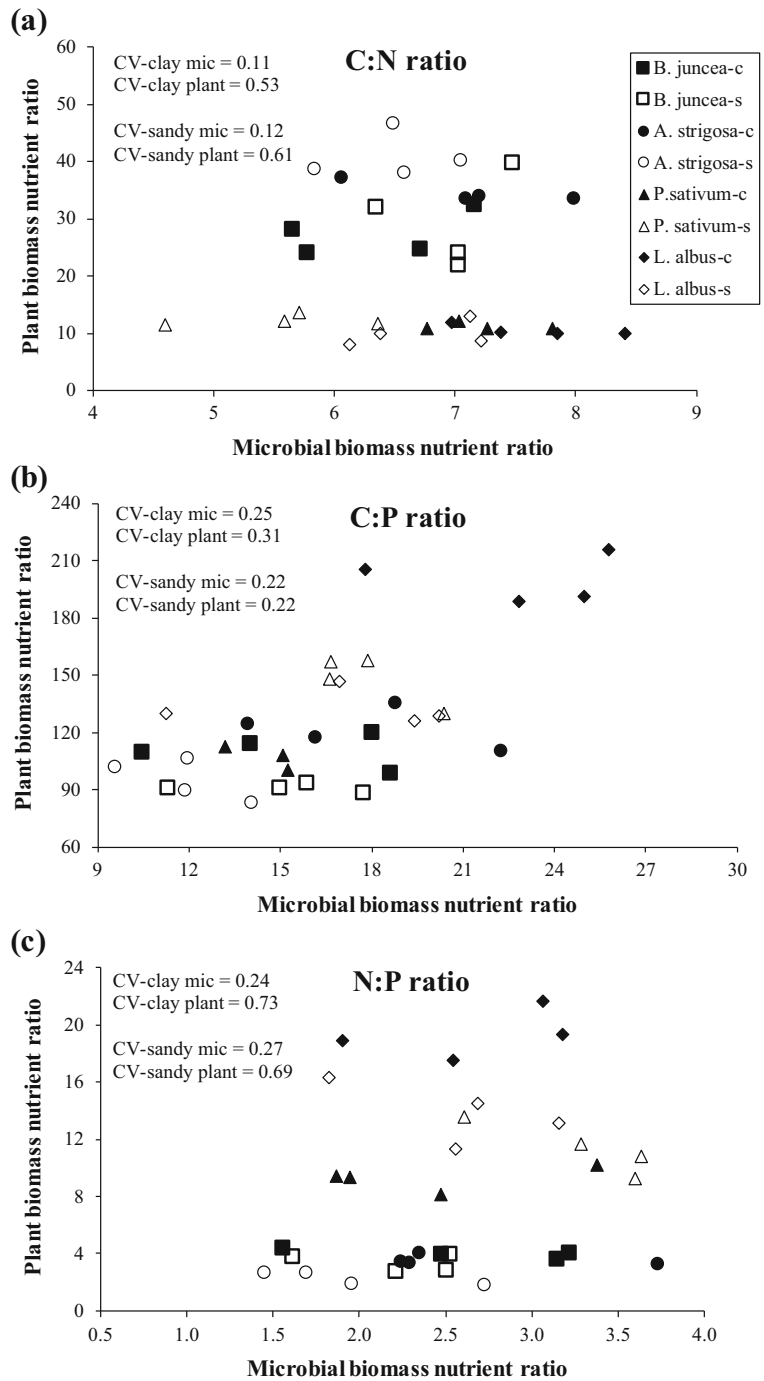 (a)
C:N ratio
CV-clay mic = 0.11
CV-clay plant = 0.53
CV-sandy mic = 0.12
CV-sandy plant = 0.61
B. juncea-c
B. juncea-s
A. strigosa-c
A. strigosa-s
P.sativum-c
P. sativum-s
L. albus-c
L. albus-s
Plant biomass nutrient ratio
60
50
40
30
20
10
0
4 5 6 7 8 9
Microbial biomass nutrient ratio
(b)
C:P ratio
CV-clay mic = 0.25
CV-clay plant = 0.31
CV-sandy mic = 0.22
CV-sandy plant = 0.22
Plant biomass nutrient ratio
240
210
180
150
120
90
60
9 12 15 18 21 24 27 30
Microbial biomass nutrient ratio
(c)
N:P ratio
CV-clay mic = 0.24
CV-clay plant = 0.73
CV-sandy mic = 0.27
CV-sandy plant = 0.69
Plant biomass nutrient ratio
24
20
16
12
8
4
0
0.5 1.0 1.5 2.0 2.5 3.0 3.5 4.0
Microbial biomass nutrient ratio